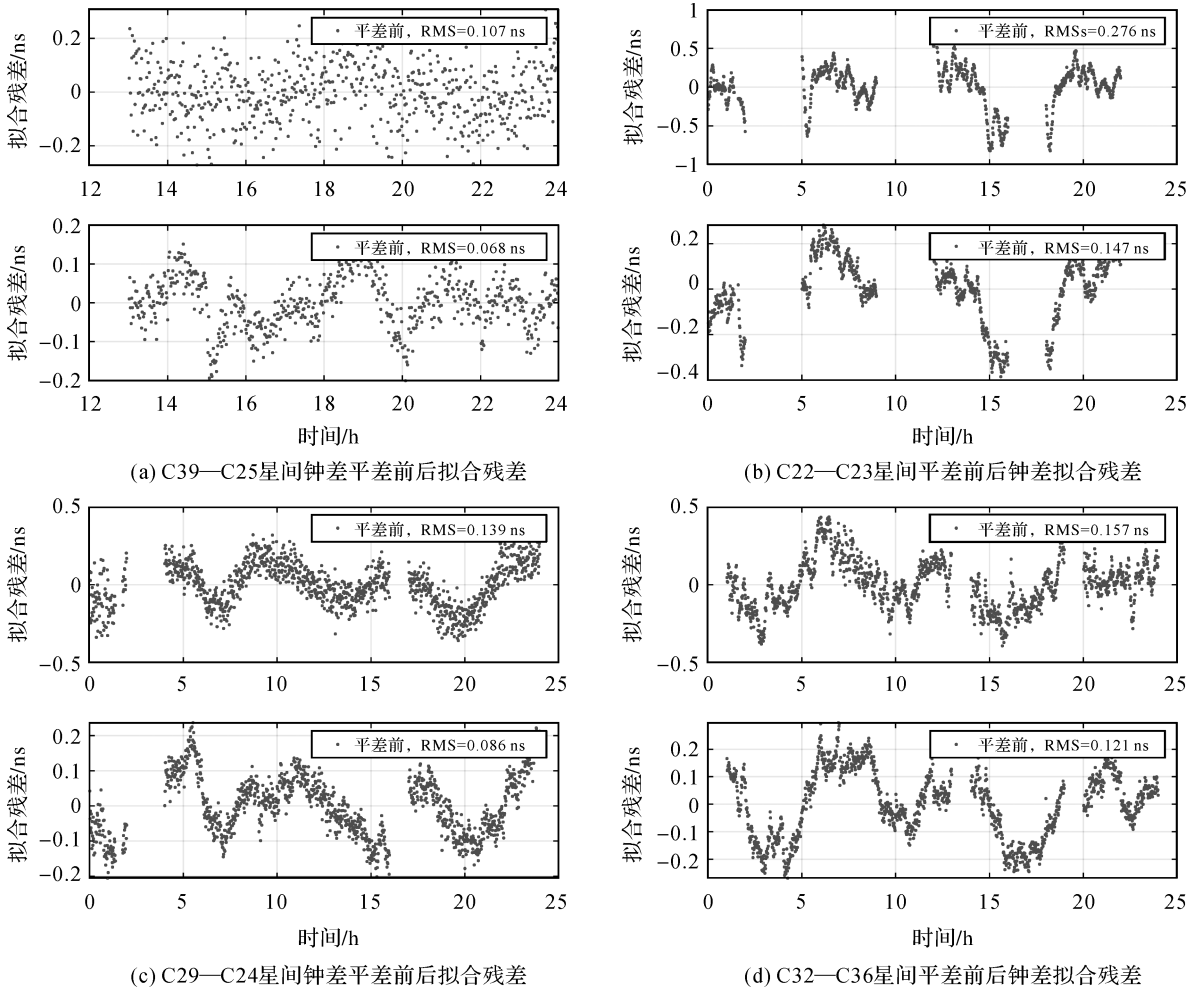 平差前，RMS=0.107 ns
拟合残差/ns
0.2
0
−0.2
12 14 16 18 20 22 24
平差前，RMS=0.068 ns
拟合残差/ns
0.2
0.1
0
−0.1
−0.2
12 14 16 18 20 22 24
时间/h
(a) C39—C25星间钟差平差前后拟合残差
平差前，RMSs=0.276 ns
拟合残差/ns
1
0.5
0
−0.5
−1
0 5 10 15 20 25
平差前，RMS=0.147 ns
拟合残差/ns
0.2
0
−0.2
−0.4
0 5 10 15 20 25
时间/h
(b) C22—C23星间平差前后钟差拟合残差
平差前，RMS=0.139 ns
拟合残差/ns
0.5
0
−0.5
0 5 10 15 20 25
平差前，RMS=0.086 ns
拟合残差/ns
0.2
0.1
0
−0.1
−0.2
0 5 10 15 20 25
时间/h
(c) C29—C24星间钟差平差前后拟合残差
平差前，RMS=0.157 ns
拟合残差/ns
0.5
0
−0.5
0 5 10 15 20 25
平差前，RMS=0.121 ns
拟合残差/ns
0.2
0.1
0
−0.1
−0.2
0 5 10 15 20 25
时间/h
(d) C32—C36星间平差前后钟差拟合残差